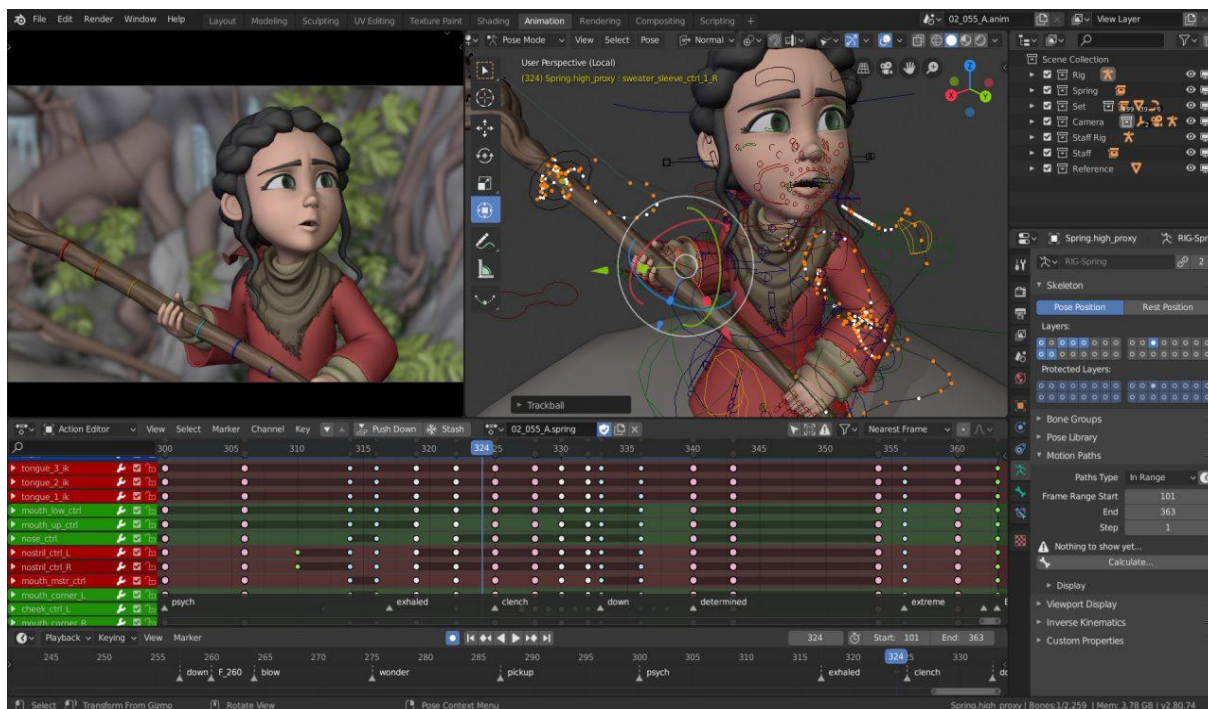 File Edit Render Window Help Layout Modeling Sculpting UV Editing Texture Paint Shading Animation Rendering Compositing Scripting + 02_055_A.anim View Layer
Pose Mode View Select Pose Normal
User Perspective (Local)
(324) Spring.high_proxy : sweater_sleeve_ctrl_1_R
Trackball
Scene Collection
Rig
Spring
Set
Camera
Staff Rig
Staff
Reference
Spring.high_proxy RIG-Spr
RIG-Spring 2
Skeleton
Pose Position Rest Position
Layers:
Protected Layers:
Bone Groups
Pose Library
Motion Paths
Paths Type In Range
Frame Range Start 101
End 363
Step 1
Nothing to show yet...
Calculate...
Display
Viewport Display
Inverse Kinematics
Custom Properties
Action Editor View Select Marker Channel Key Push Down Stash 02_055_A.spring Nearest Frame
300 305 310 315 320 324 325 330 335 340 345 350 355 360
tongue_3_ik
tongue_2_ik
tongue_1_ik
mouth_low_ctrl
mouth_up_ctrl
nose_ctrl
nostril_ctrl_L
nostril_ctrl_R
mouth_mstr_ctrl
mouth_corner_L
cheek_ctrl_L
mouth_corner_R
psych exhaled clench down determined extreme
Playback Keying View Marker 324 Start: 101 End: 363
245 250 255 260 265 270 275 280 285 290 295 300 305 310 315 320 324 330
down F_260 blow wonder pickup psych exhaled clench
Select Transform From Gizmo Rotate View Pose Context Menu Spring.high_proxy | Bones:1/2,259 | Mem: 3.78 GB | v2.80.74